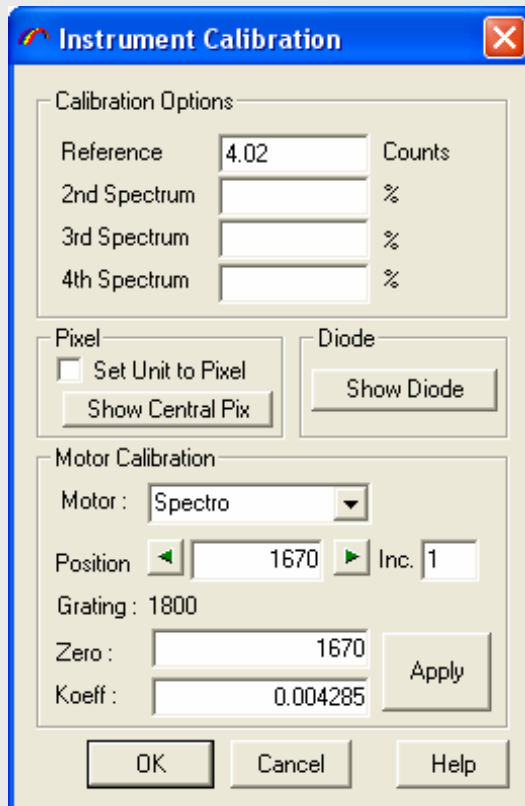 Instrument Calibration
Calibration Options
Reference 4.02 Counts
2nd Spectrum %
3rd Spectrum %
4th Spectrum %
Pixel
Set Unit to Pixel
Show Central Pix
Diode
Show Diode
Motor Calibration
Motor : Spectro
Position 1670 Inc. 1
Grating : 1800
Zero : 1670
Koeff : 0.004285
Apply
OK Cancel Help